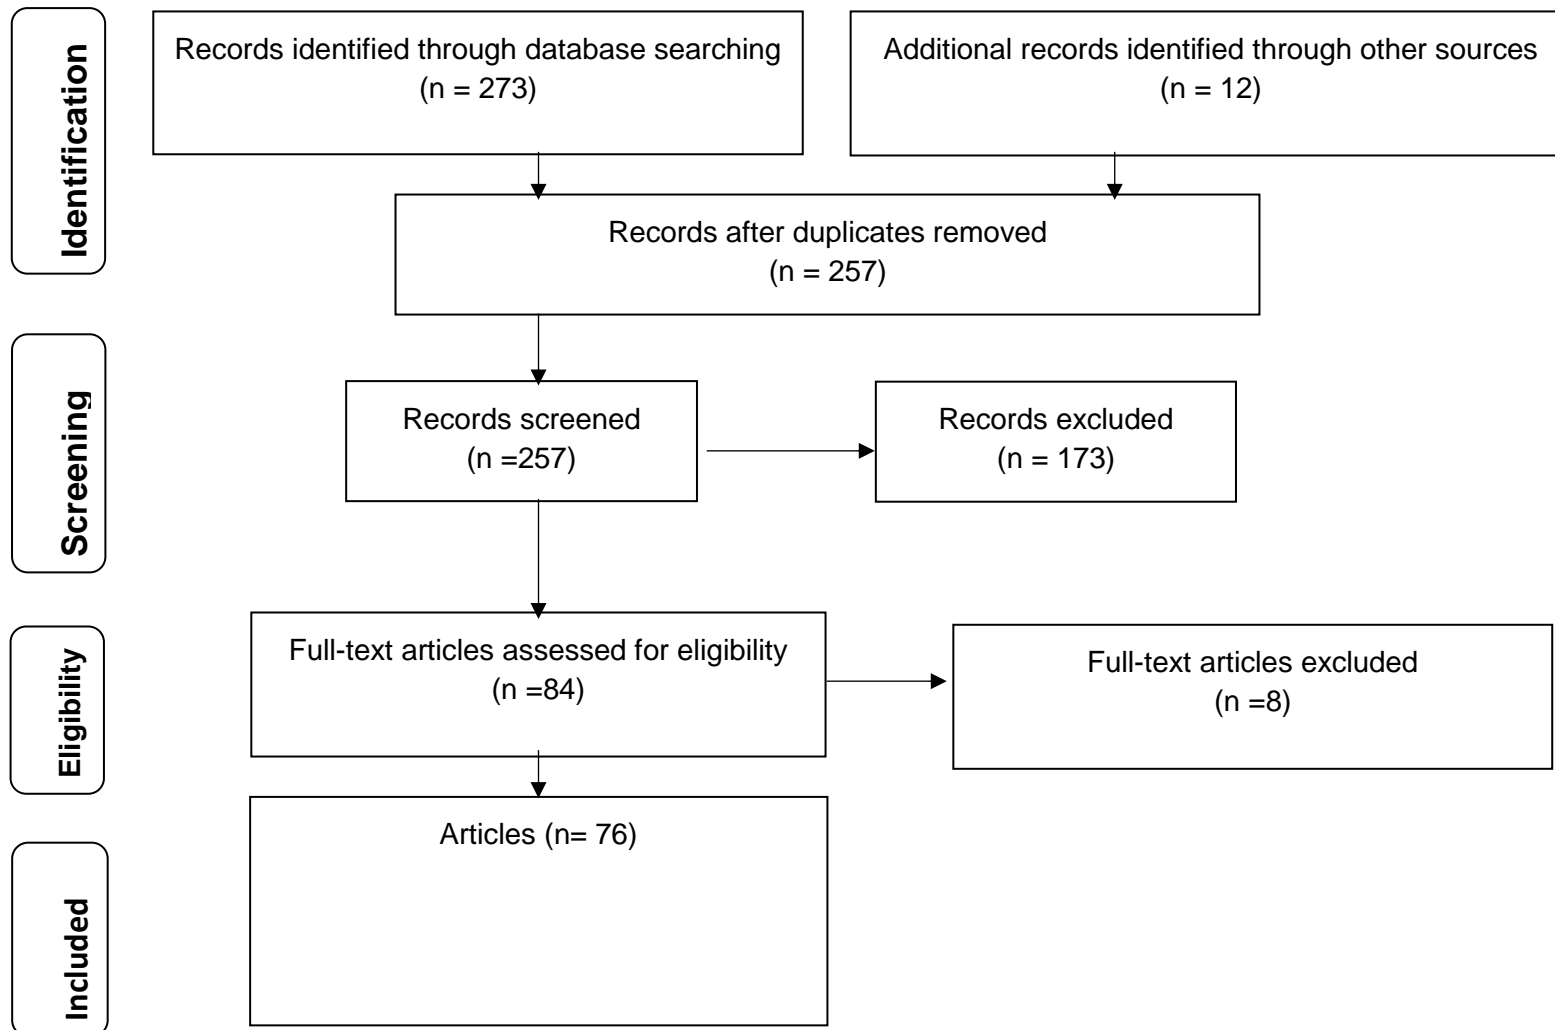 Identification
Records identified through database searching
(n = 273)
Additional records identified through other sources
(n = 12)
Records after duplicates removed
(n = 257)
Screening
Records screened
(n =257)
Records excluded
(n = 173)
Eligibility
Full-text articles assessed for eligibility
(n =84)
Full-text articles excluded
(n =8)
Included
Articles (n= 76)